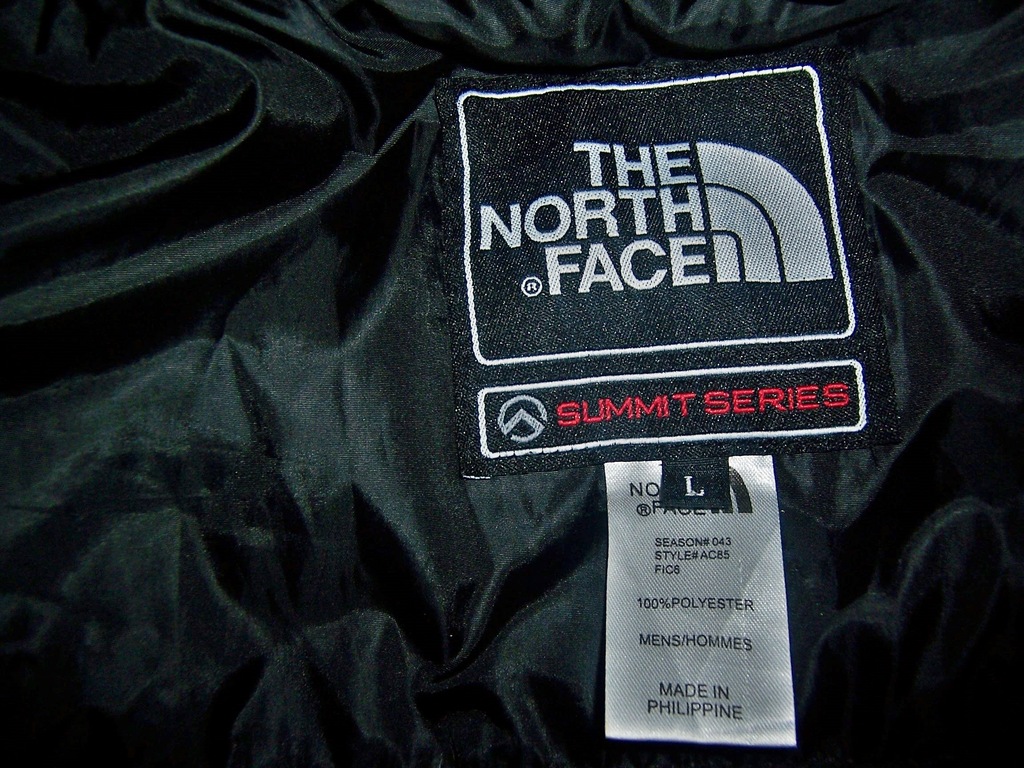 THE
NORTH
®FACE
SUMMIT SERIES
L
NO
®FACE
SEASON# 043
STYLE# AC85
FIC6
100%POLYESTER
MENS/HOMMES
MADE IN
PHILIPPINE